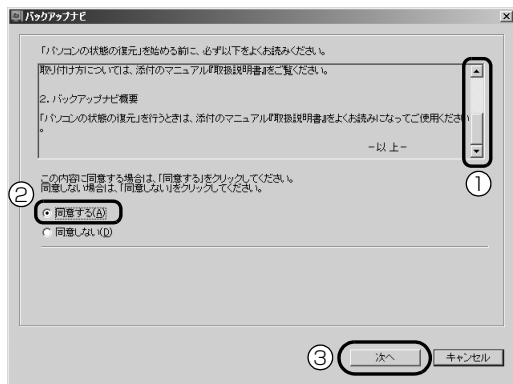 バックアップナビ
「パソコンの状態の復元」を始める前に、必ず以下をよくお読みください。
取り付け方については、添付のマニュアル『取扱説明書』をご覧ください。
2. バックアップナビ概要
「パソコンの状態の復元」を行うときは、添付のマニュアル『取扱説明書』をよくお読みになってご使用ください
。
－以 上－
①
この内容に同意する場合は、「同意する」をクリックしてください。
同意しない場合は、「同意しない」をクリックしてください。
②
同意する(A)
同意しない(D)
③
次へ
キャンセル